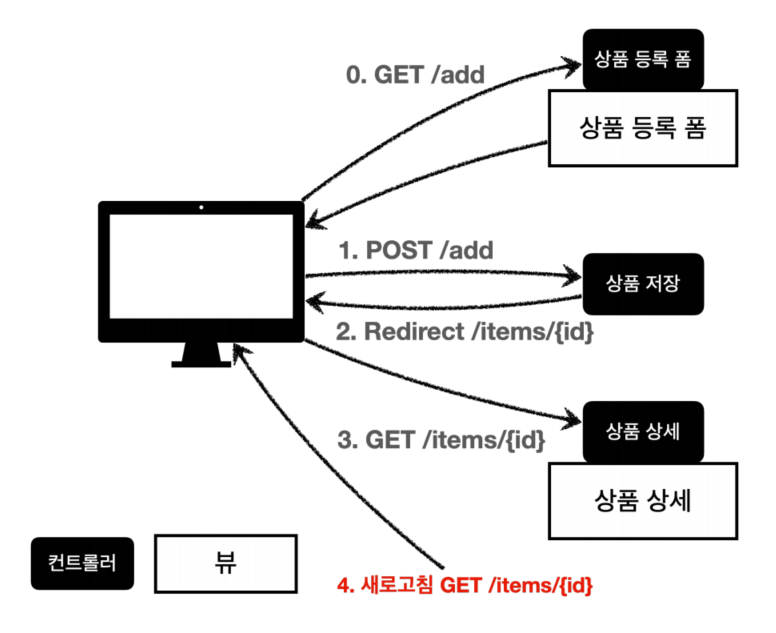 상품 등록 폼
0. GET /add
상품 등록 폼
1. POST /add
상품 저장
2. Redirect /items/{id}
상품 상세
3. GET /items/{id}
상품 상세
컨트롤러
뷰
4. 새로고침 GET /items/{id}